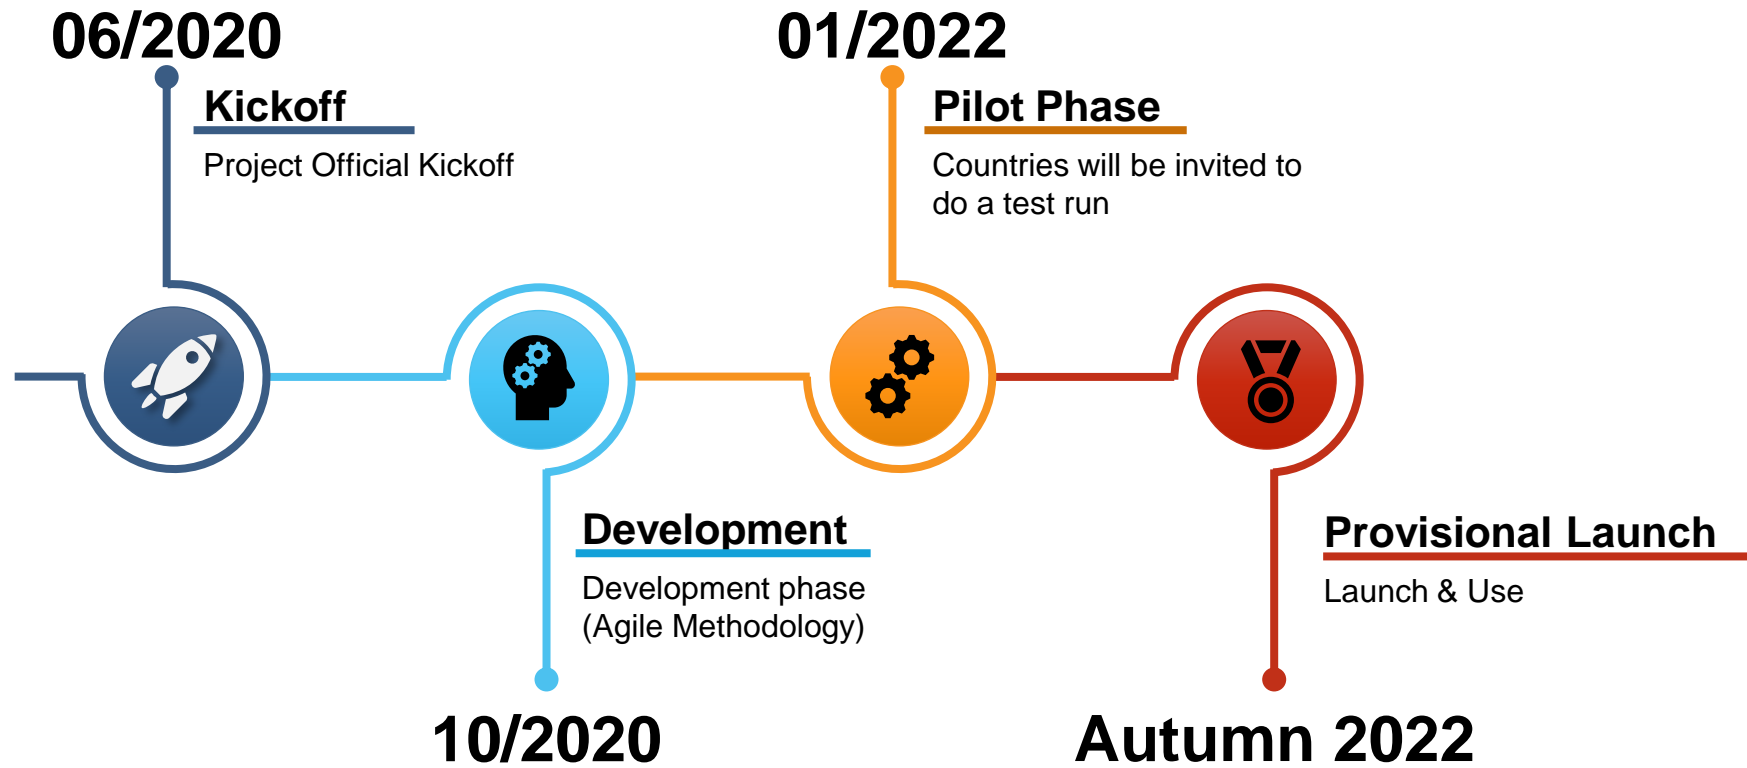 06/2020
Kickoff
Project Official Kickoff
10/2020
Development
Development phase
(Agile Methodology)
01/2022
Pilot Phase
Countries will be invited to
do a test run
Autumn 2022
Provisional Launch
Launch & Use